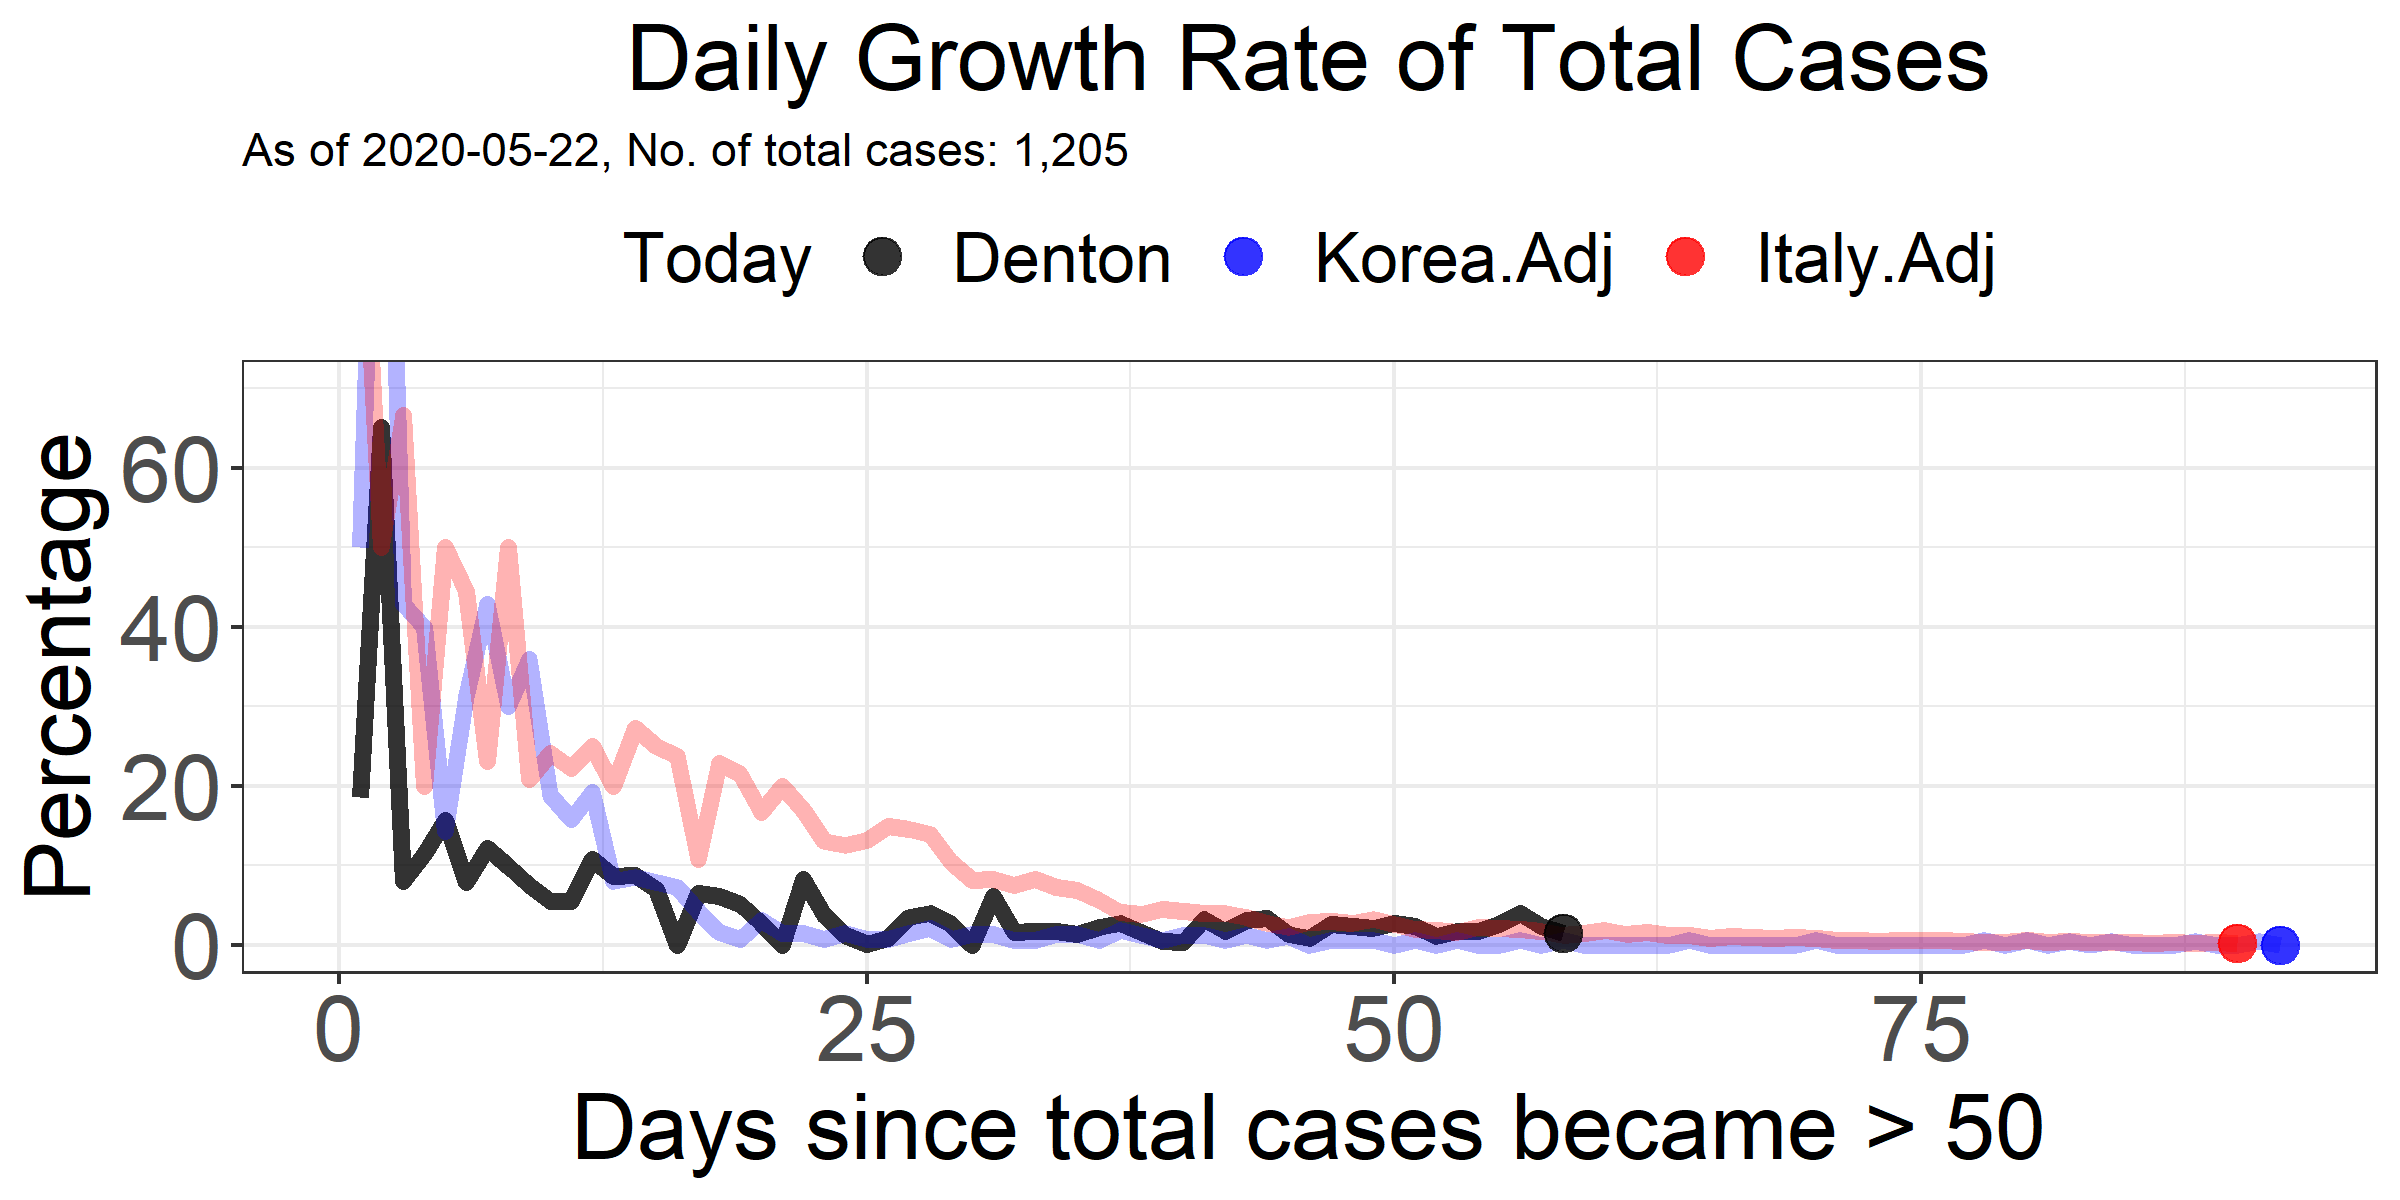 Daily Growth Rate of Total Cases
As of 2020-05-22, No. of total cases: 1,205
Today Denton Korea.Adj Italy.Adj
Percentage
60
40
20
0
0 25 50 75
Days since total cases became > 50